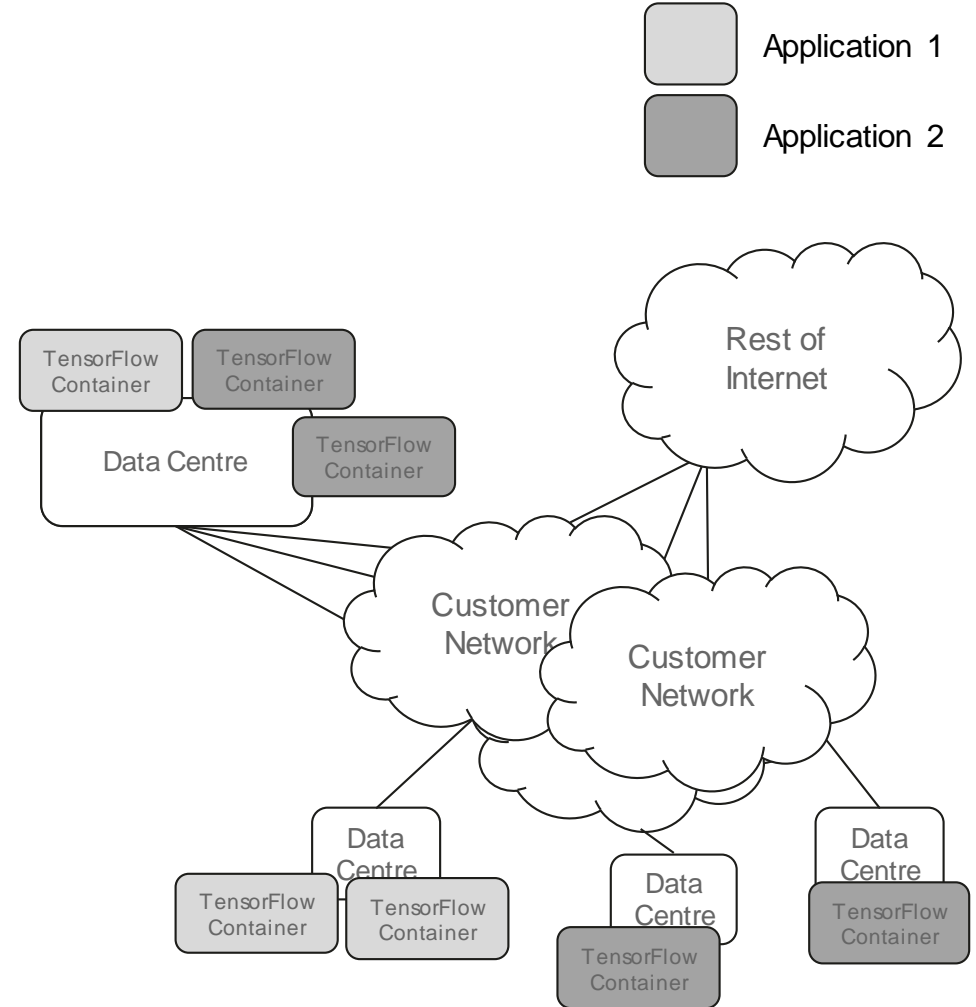 Application 1
Application 2
Rest of
Internet
TensorFlow
Container
TensorFlow
Container
TensorFlow
Container
Data Centre
Customer
Network
Customer
Network
Data
Centre
TensorFlow
Container
TensorFlow
Container
Data
Centre
TensorFlow
Container
Data
Centre
TensorFlow
Container